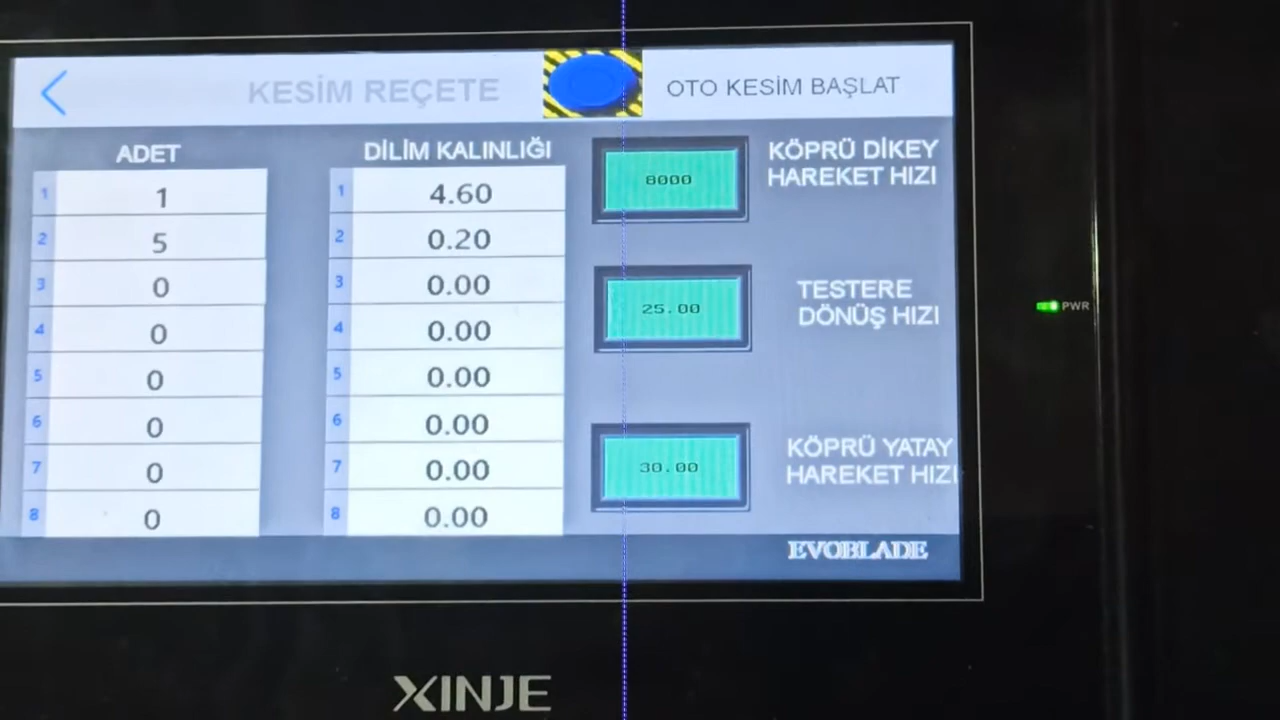 KESİM REÇETE
OTO KESİM BAŞLAT
ADET
DİLİM KALINLIĞI
KÖPRÜ DİKEY
HAREKET HIZI
1 1
2 5
3 0
4 0
5 0
6 0
7 0
8 0
1 4.60
2 0.20
3 0.00
4 0.00
5 0.00
6 0.00
7 0.00
8 0.00
8000
25.00
TESTERE
DÖNÜŞ HIZI
30.00
KÖPRÜ YATAY
HAREKET HIZI
EVOBLADE
PWR
XINJE